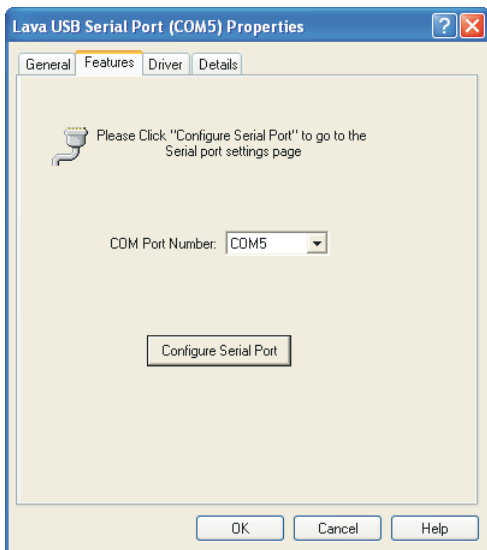 Lava USB Serial Port (COM5) Properties
General Features Driver Details
Please Click "Configure Serial Port" to go to the
Serial port settings page
COM Port Number: COM5
Configure Serial Port
OK Cancel Help